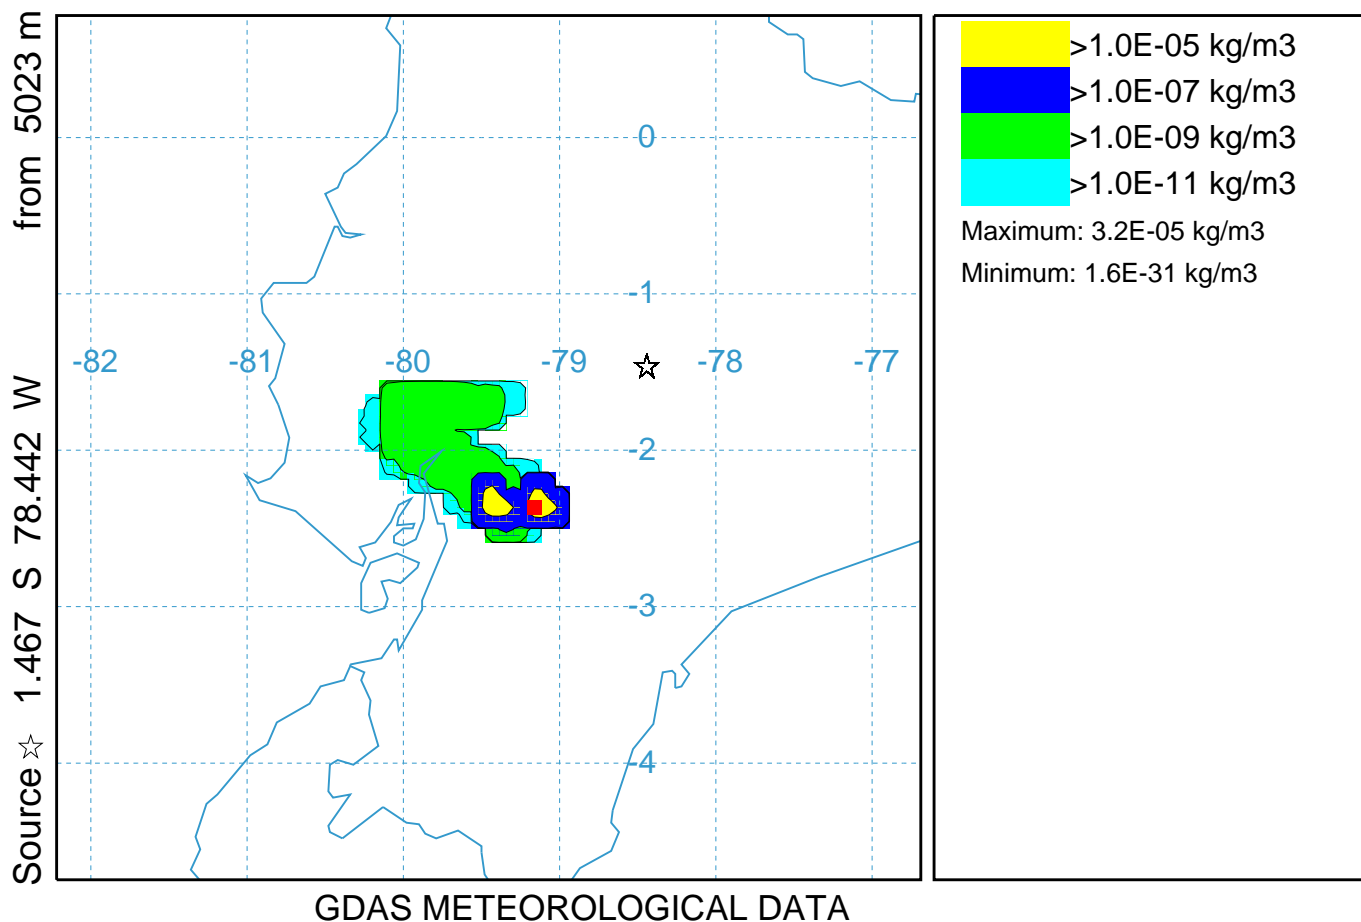 Source ☆ 1.467 S 78.442 W from 5023 m
0
-1
-82 -81 -80 -79 -78 -77
-2
-3
-4
GDAS METEOROLOGICAL DATA
>1.0E-05 kg/m3
>1.0E-07 kg/m3
>1.0E-09 kg/m3
>1.0E-11 kg/m3
Maximum: 3.2E-05 kg/m3
Minimum: 1.6E-31 kg/m3